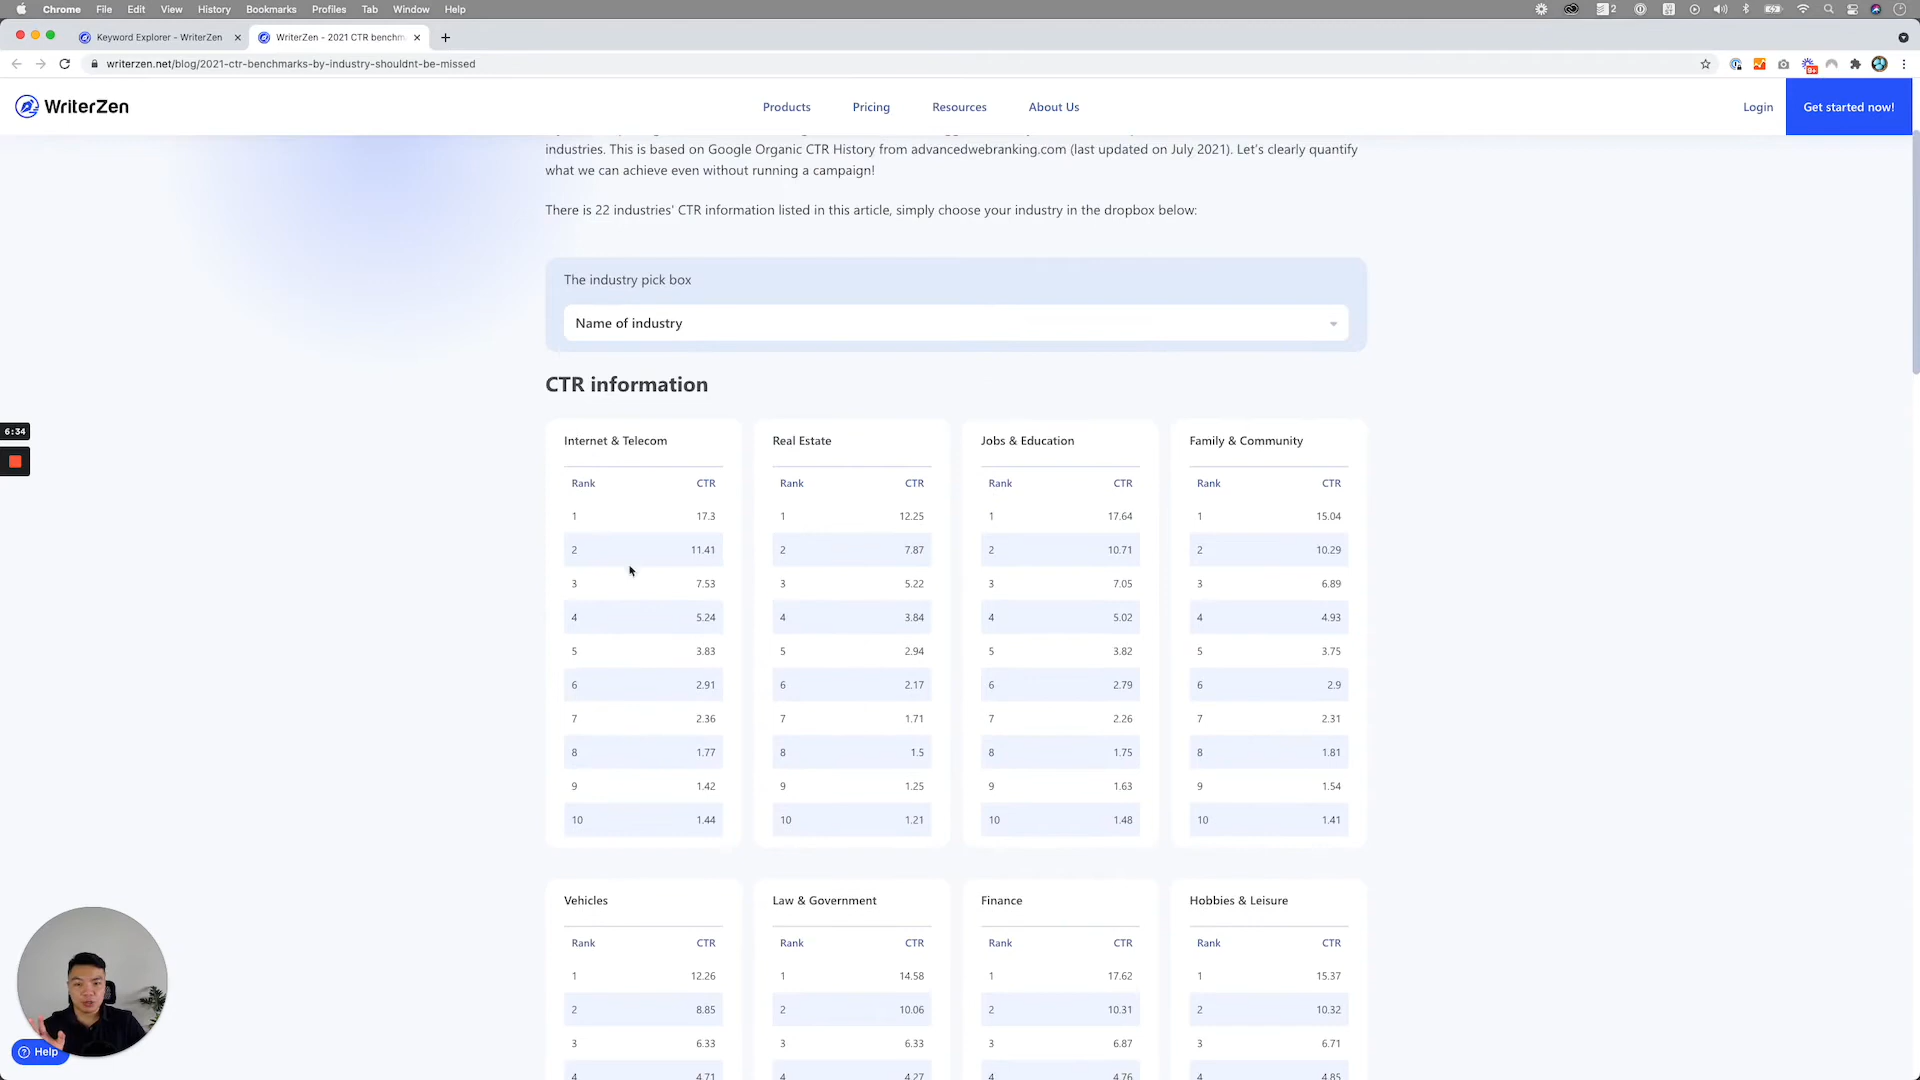 Chrome File Edit View History Bookmarks Profiles Tab Window Help
Keyword Explorer - WriterZen
WriterZen - 2021 CTR benchm
writerzen.net/blog/2021-ctr-benchmarks-by-industry-shouldnt-be-missed
WriterZen
Products Pricing Resources About Us
Login Get started now!
industries. This is based on Google Organic CTR History from advancedwebranking.com (last updated on July 2021). Let's clearly quantify
what we can achieve even without running a campaign!
There is 22 industries' CTR information listed in this article, simply choose your industry in the dropbox below:
The industry pick box
Name of industry
CTR information
6:34
Internet & Telecom
Rank CTR
1 17.3
2 11.41
3 7.53
4 5.24
5 3.83
6 2.91
7 2.36
8 1.77
9 1.42
10 1.44
Real Estate
Rank CTR
1 12.25
2 7.87
3 5.22
4 3.84
5 2.94
6 2.17
7 1.71
8 1.5
9 1.25
10 1.21
Jobs & Education
Rank CTR
1 17.64
2 10.71
3 7.05
4 5.02
5 3.82
6 2.79
7 2.26
8 1.75
9 1.63
10 1.48
Family & Community
Rank CTR
1 15.04
2 10.29
3 6.89
4 4.93
5 3.75
6 2.9
7 2.31
8 1.81
9 1.54
10 1.41
Vehicles
Rank CTR
1 12.26
2 8.85
3 6.33
4 4.71
Law & Government
Rank CTR
1 14.58
2 10.06
3 6.33
4 4.27
Finance
Rank CTR
1 17.62
2 10.31
3 6.87
4 4.76
Hobbies & Leisure
Rank CTR
1 15.37
2 10.32
3 6.71
4 4.85
Help